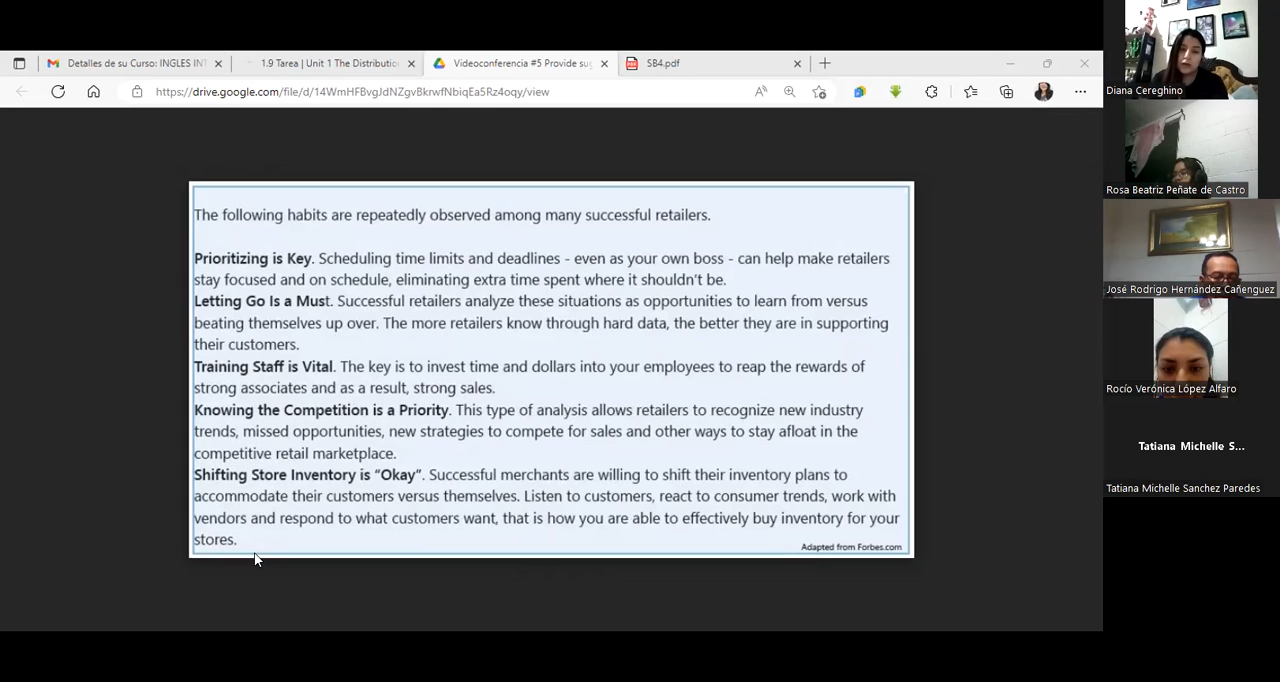 Detalles de su Curso: INGLES INT
1.9 Tarea | Unit 1 The Distributio
Videoconferencia #5 Provide sug
SB4.pdf
https://drive.google.com/file/d/14WmHFBvgJdNZgvBkrwfNbiqEa5Rz4oqy/view
The following habits are repeatedly observed among many successful retailers.
Prioritizing is Key. Scheduling time limits and deadlines - even as your own boss - can help make retailers
stay focused and on schedule, eliminating extra time spent where it shouldn't be.
Letting Go Is a Must. Successful retailers analyze these situations as opportunities to learn from versus
beating themselves up over. The more retailers know through hard data, the better they are in supporting
their customers.
Training Staff is Vital. The key is to invest time and dollars into your employees to reap the rewards of
strong associates and as a result, strong sales.
Knowing the Competition is a Priority. This type of analysis allows retailers to recognize new industry
trends, missed opportunities, new strategies to compete for sales and other ways to stay afloat in the
competitive retail marketplace.
Shifting Store Inventory is "Okay". Successful merchants are willing to shift their inventory plans to
accommodate their customers versus themselves. Listen to customers, react to consumer trends, work with
vendors and respond to what customers want, that is how you are able to effectively buy inventory for your
stores.
Adapted from Forbes.com
Diana Cereghino
Rosa Beatriz Peñate de Castro
José Rodrigo Hernández Cañenguez
Rocío Verónica López Alfaro
Tatiana Michelle S...
Tatiana Michelle Sanchez Paredes